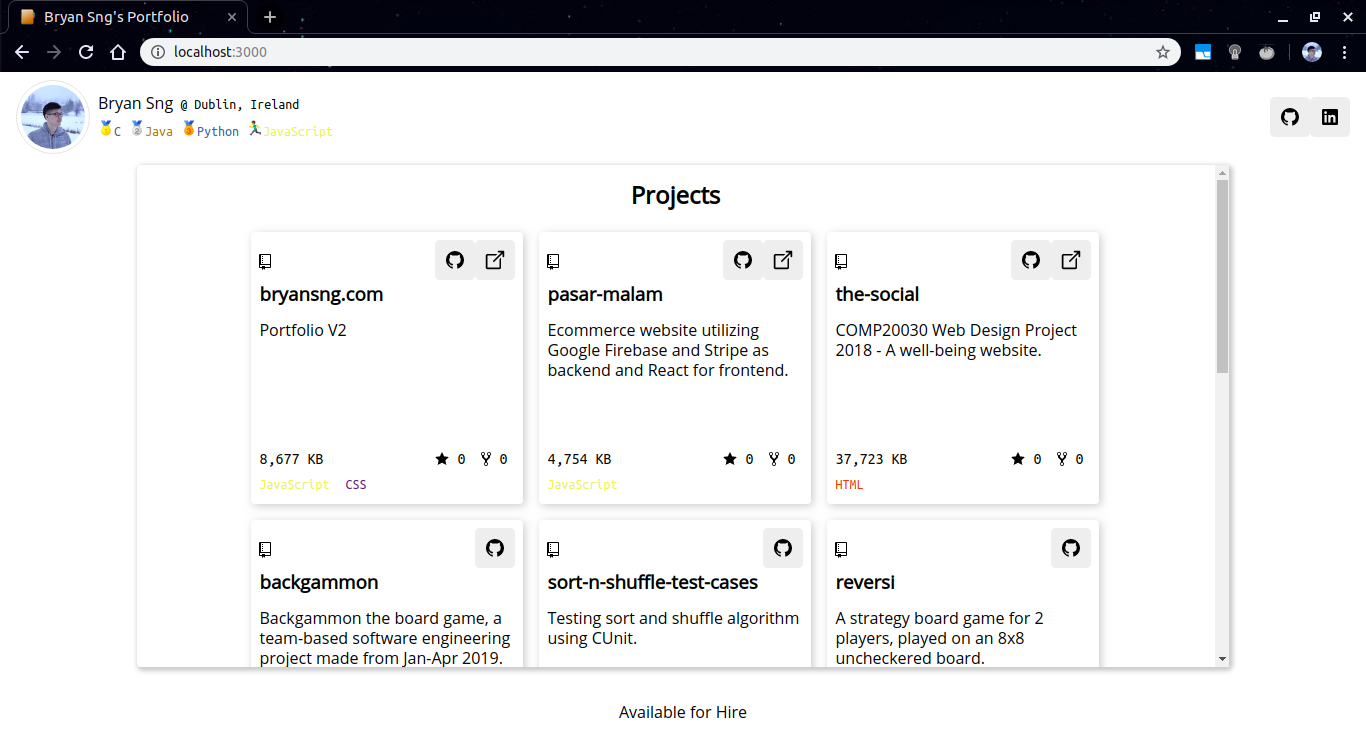 Bryan Sng's Portfolio
localhost:3000
Bryan Sng @ Dublin, Ireland
C Java Python JavaScript
Projects
bryansng.com
Portfolio V2
8,677 KB 0 0
JavaScript CSS
pasar-malam
Ecommerce website utilizing
Google Firebase and Stripe as
backend and React for frontend.
4,754 KB 0 0
JavaScript
the-social
COMP20030 Web Design Project
2018 - A well-being website.
37,723 KB 0 0
HTML
backgammon
Backgammon the board game, a
team-based software engineering
project made from Jan-Apr 2019.
sort-n-shuffle-test-cases
Testing sort and shuffle algorithm
using CUnit.
reversi
A strategy board game for 2
players, played on an 8x8
uncheckered board.
Available for Hire